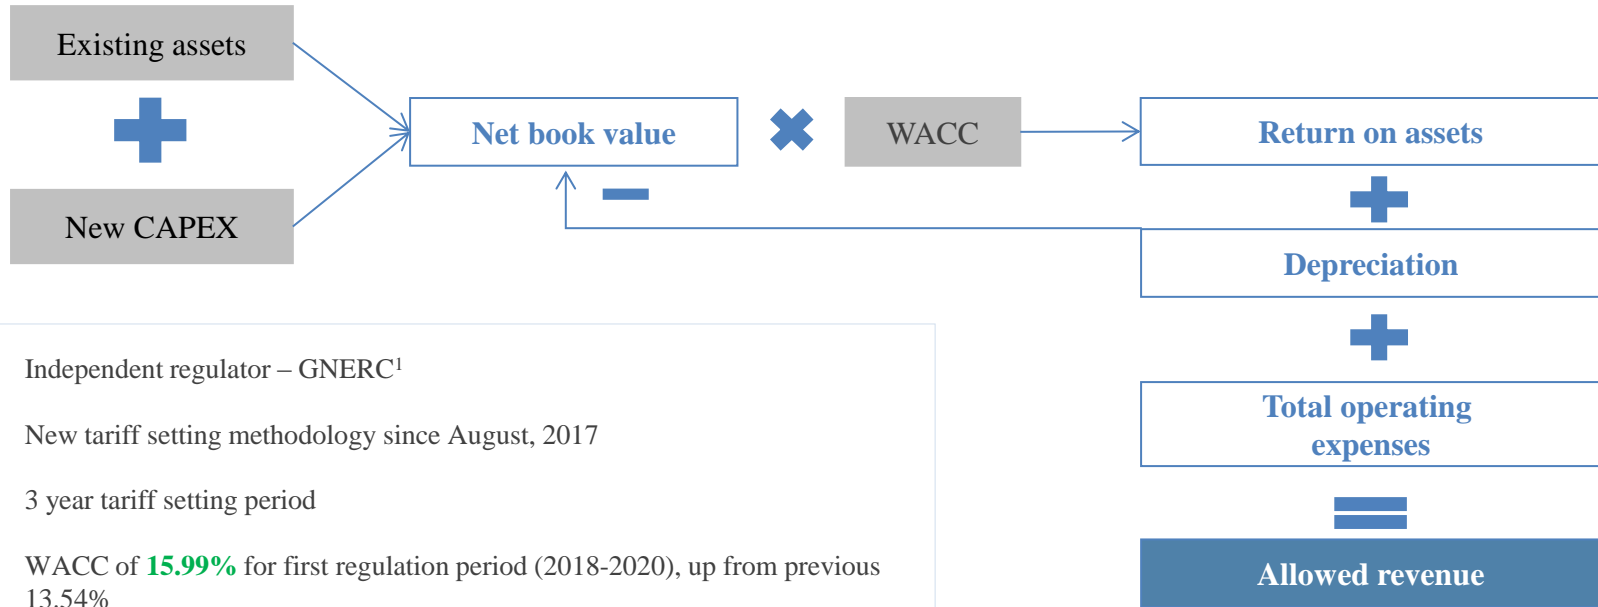 Existing assets
New CAPEX
Net book value
WACC
Return on assets
Depreciation
Total operating
expenses
Allowed revenue
Independent regulator – GNERC¹
New tariff setting methodology since August, 2017
3 year tariff setting period
WACC of 15.99% for first regulation period (2018-2020), up from previous
13.54%